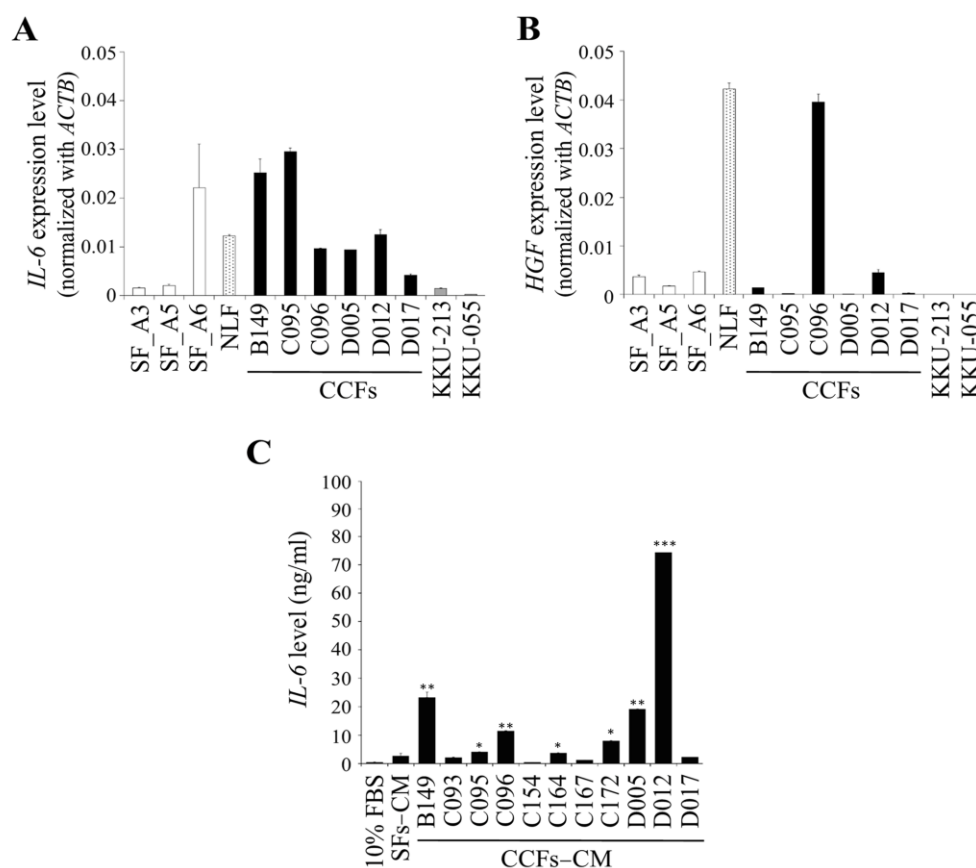 A
IL-6 expression level
(normalized with ACTB)
0.05
0.04
0.03
0.02
0.01
0
SF_A3
SF_A5
SF_A6
NLF
B149
C095
C096
D005
D012
D017
KKU-213
KKU-055
CCFs
B
HGF expression level
(normalized with ACTB)
0.05
0.04
0.03
0.02
0.01
0
SF_A3
SF_A5
SF_A6
NLF
B149
C095
C096
D005
D012
D017
KKU-213
KKU-055
CCFs
C
IL-6 level (ng/ml)
100
90
80
70
60
50
40
30
20
10
0
**
*
**
*
*
**
***
10% FBS
SFs-CM
B149
C093
C095
C096
C154
C164
C167
C172
D005
D012
D017
CCFs-CM